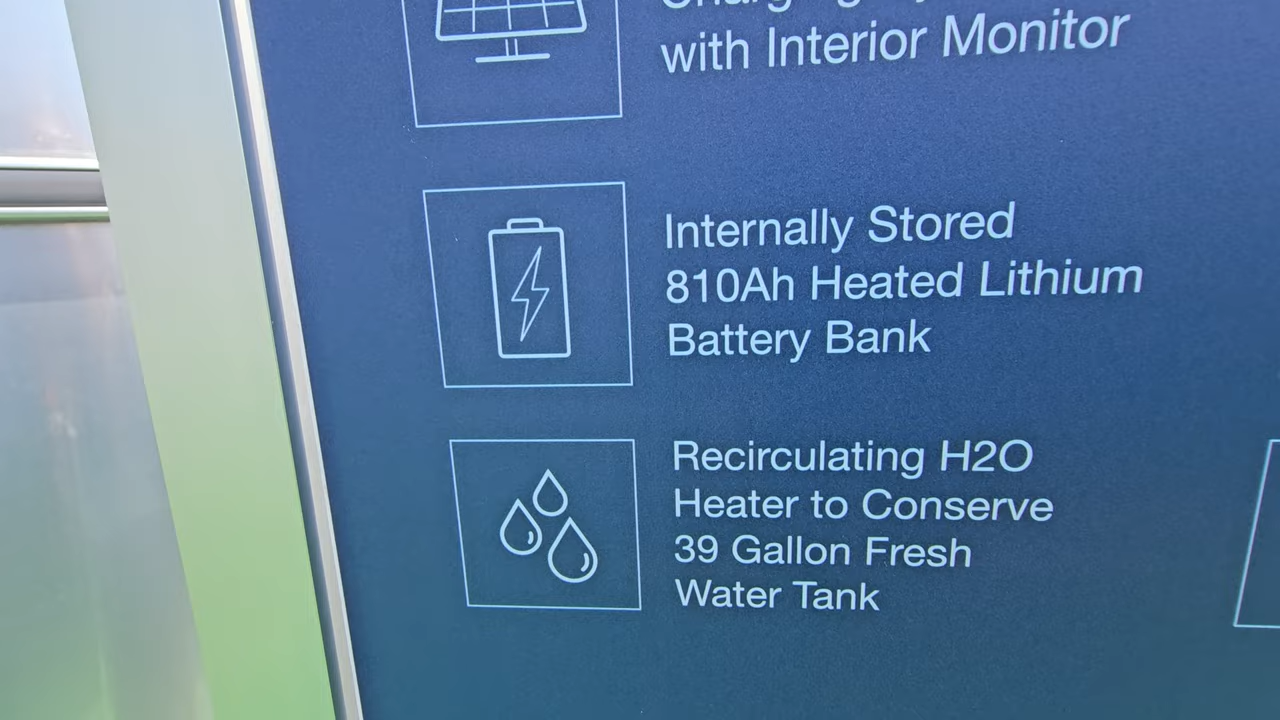 with Interior Monitor
Internally Stored
810Ah Heated Lithium
Battery Bank
Recirculating H2O
Heater to Conserve
39 Gallon Fresh
Water Tank